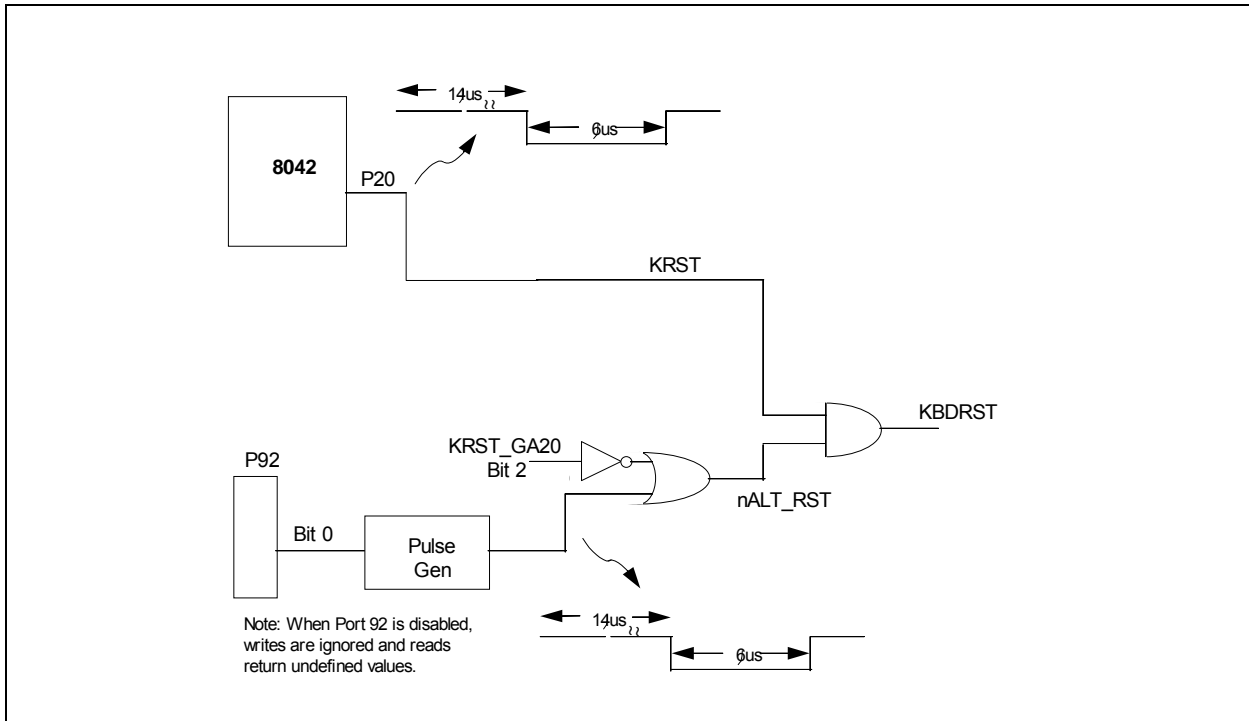 14us
6us
8042
P20
KRST
KBDRST
KRST_GA20
Bit 2
nALT_RST
P92
Bit 0
Pulse
Gen
14us
6us
Note: When Port 92 is disabled,
writes are ignored and reads
return undefined values.